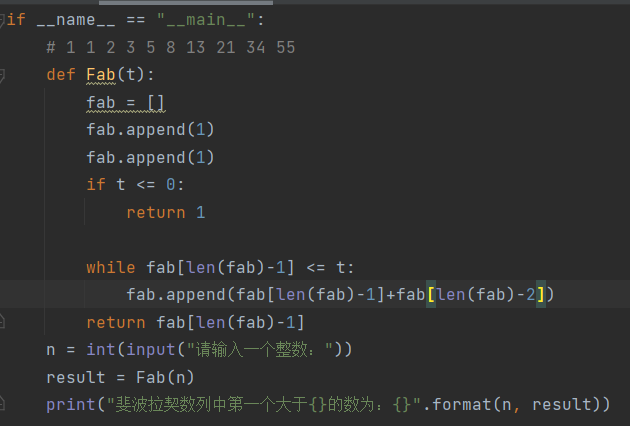 if __name__ == "__main__":
    # 1 1 2 3 5 8 13 21 34 55
    def Fab(t):
        fab = []
        fab.append(1)
        fab.append(1)
        if t <= 0:
            return 1

        while fab[len(fab)-1] <= t:
            fab.append(fab[len(fab)-1]+fab[len(fab)-2])
        return fab[len(fab)-1]
    n = int(input("请输入一个整数："))
    result = Fab(n)
    print("斐波拉契数列中第一个大于{}的数为：{}".format(n, result))